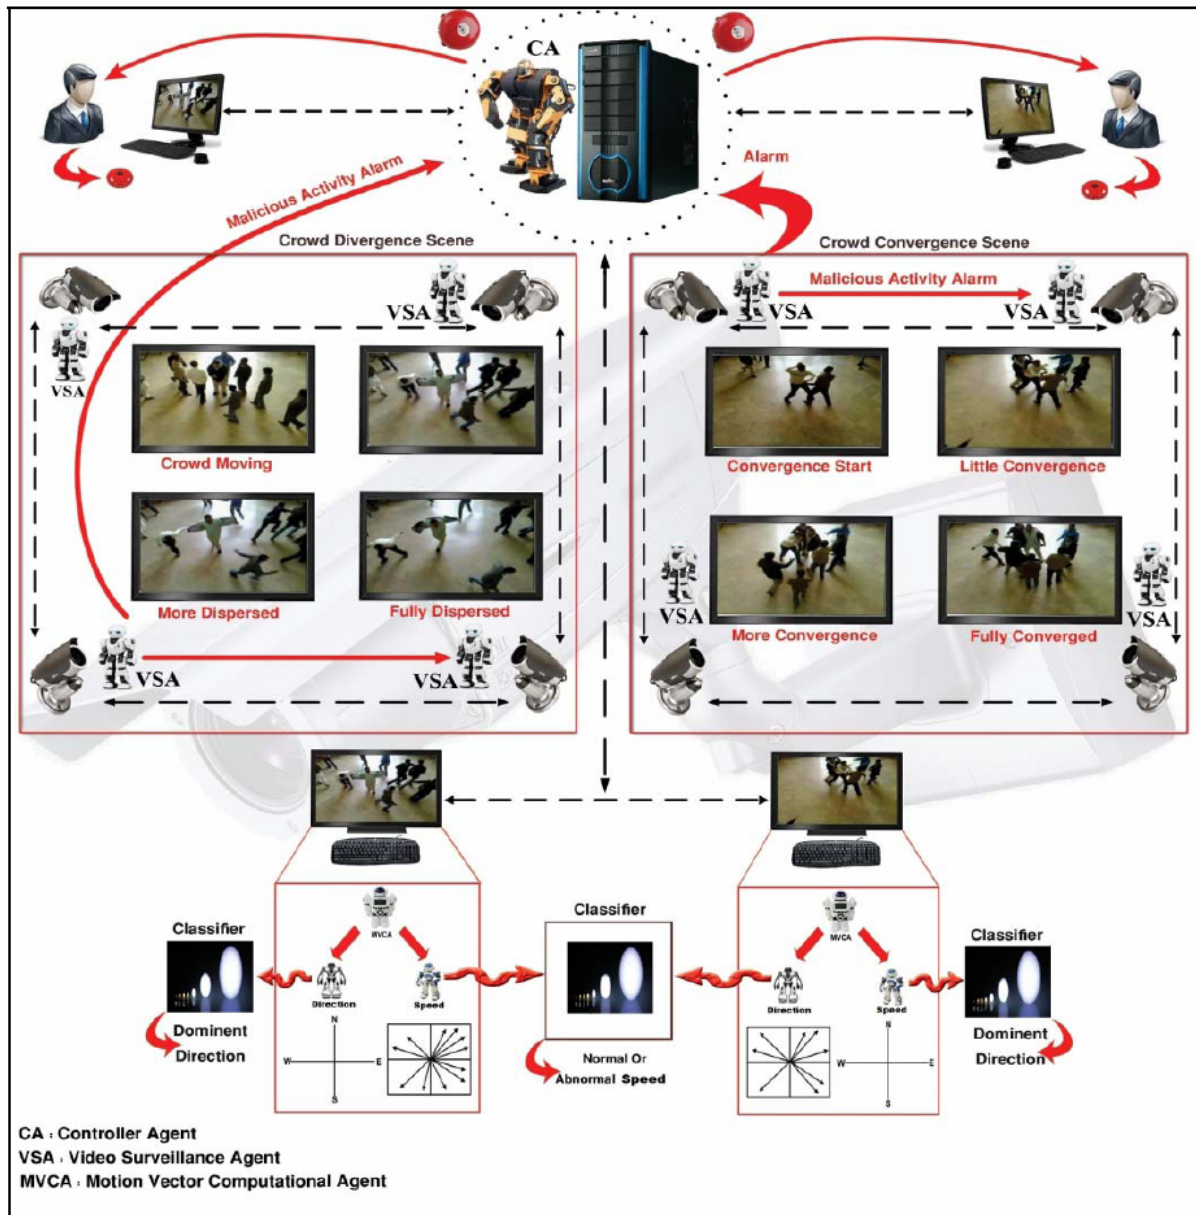 CA
Alarm
Malicious Activity Alarm
Crowd Divergence Scene
Crowd Convergence Scene
VSA
VSA
Malicious Activity Alarm
VSA
VSA
Crowd Moving
Convergence Start
Little Convergence
More Dispersed
Fully Dispersed
VSA
VSA
More Convergence
Fully Converged
VSA
VSA
Classifier
MVCA
Classifier
MVCA
Classifier
Direction
Speed
Direction
Speed
Dominent
Direction
N
W
E
S
Normal Or
Abnormal Speed
N
W
E
S
Dominent
Direction
CA : Controller Agent
VSA : Video Surveillance Agent
MVCA : Motion Vector Computational Agent